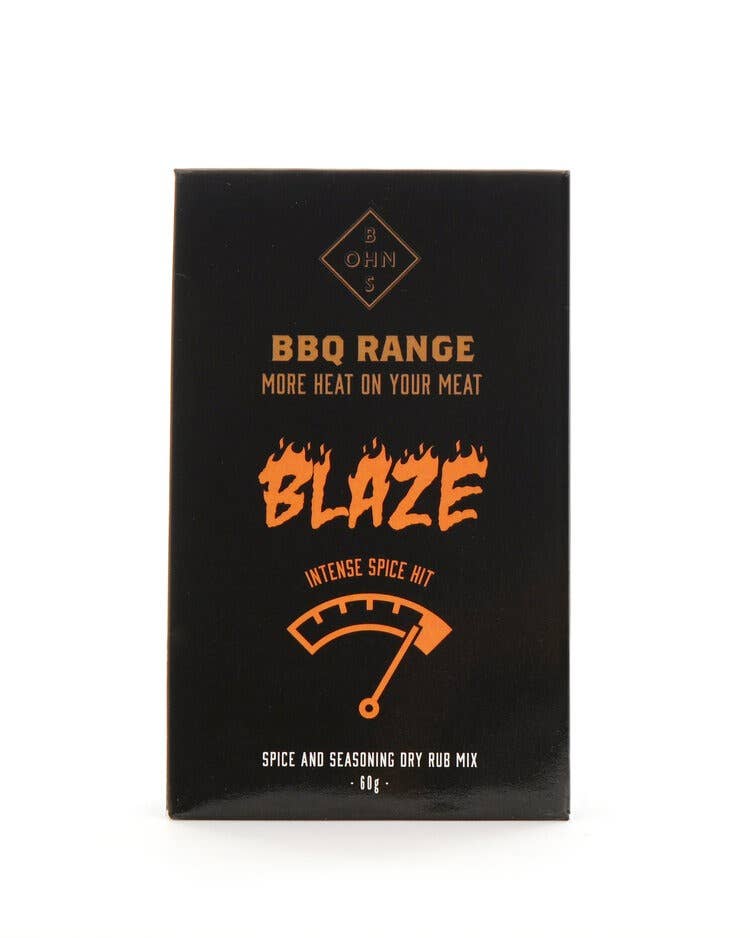 B
OHN
S
BBQ RANGE
MORE HEAT ON YOUR MEAT
BLAZE
INTENSE SPICE HIT
SPICE AND SEASONING DRY RUB MIX
· 60g ·